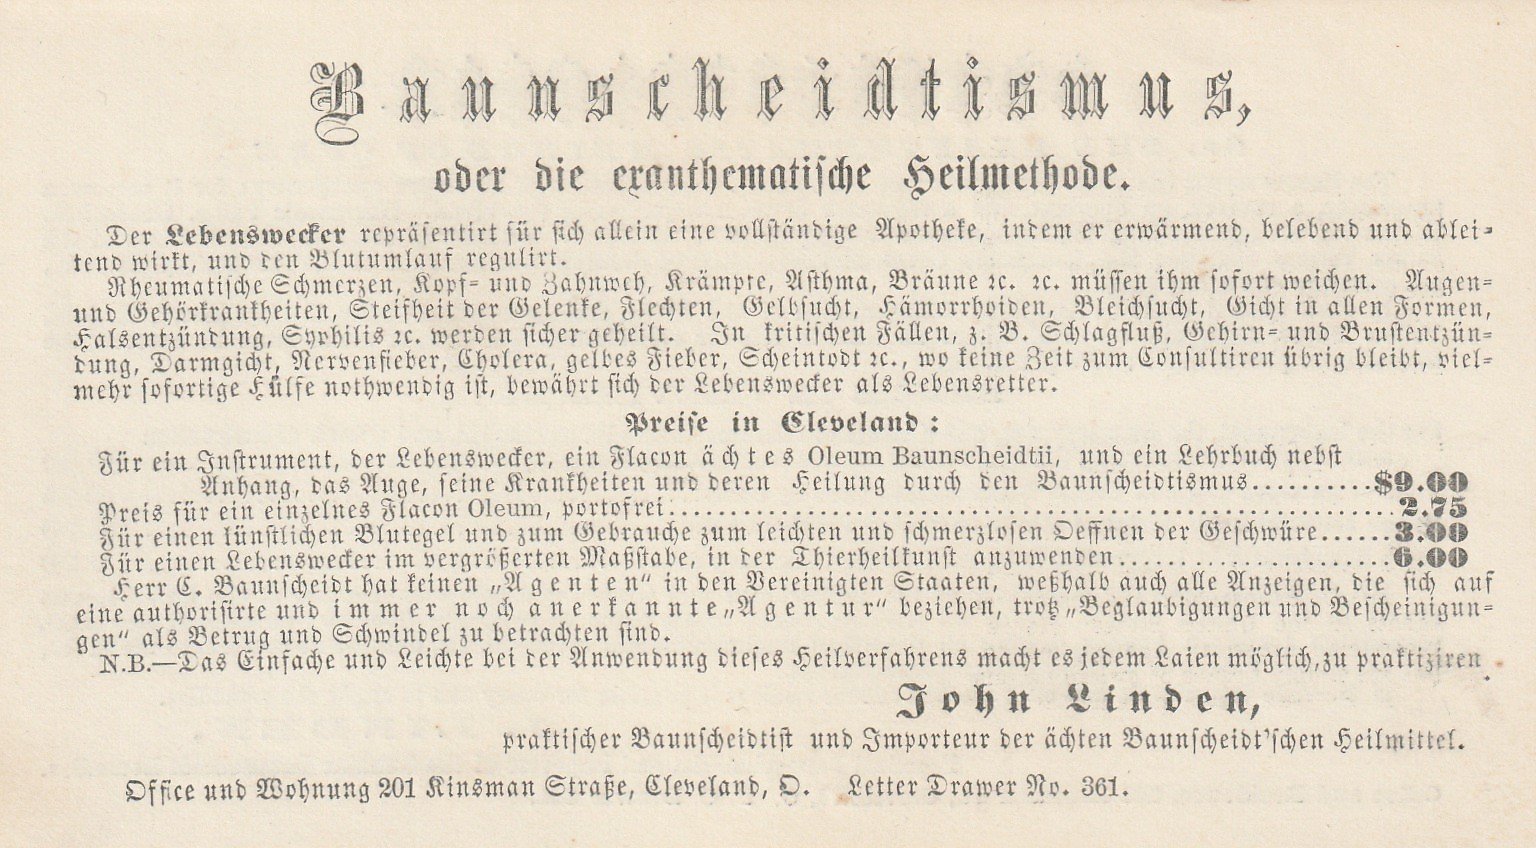 Baunscheidtismus,
oder die exanthematische Heilmethode.
Der Lebenswecker repräsentirt für sich allein eine vollständige Apotheke, indem er erwärmend, belebend und ablei-
tend wirkt, und den Blutumlauf regulirt.
Rheumatische Schmerzen, Kopf- und Zahnweh, Krämpfe, Asthma, Bräune ꝛc. ꝛc. müssen ihm sofort weichen. Augen-
und Gehörkrankheiten, Steifheit der Gelenke, Flechten, Gelbsucht, Hämorrhoiden, Bleichsucht, Gicht in allen Formen,
Halsentzündung, Syphilis ꝛc. werden sicher geheilt. In kritischen Fällen, z. B. Schlagfluß, Gehirn- und Brustentzün-
dung, Darmgicht, Nervenfieber, Cholera, gelbes Fieber, Scheintodt ꝛc., wo keine Zeit zum Consultiren übrig bleibt, viel-
mehr sofortige Hülfe nothwendig ist, bewährt sich der Lebenswecker als Lebensretter.
Preise in Cleveland:
Für ein Instrument, der Lebenswecker, ein Flacon ächtes Oleum Baunscheidtii, und ein Lehrbuch nebst
Anhang, das Auge, seine Krankheiten und deren Heilung durch den Baunscheidtismus..........$9.00
Preis für ein einzelnes Flacon Oleum, portofrei:......................................................2.75
Für einen künstlichen Blutegel und zum Gebrauche zum leichten und schmerzlosen Oeffnen der Geschwüre......3.00
Für einen Lebenswecker im vergrößerten Maßstabe, in der Thierheilkunst anzuwenden......................6.00
Herr C. Baunscheidt hat keinen „Agenten“ in den Vereinigten Staaten, weßhalb auch alle Anzeigen, die sich auf
eine authorisirte und immer noch anerkannte „Agentur“ beziehen, trotz „Beglaubigungen und Bescheinigun-
gen“ als Betrug und Schwindel zu betrachten sind.
N.B.—Das Einfache und Leichte bei der Anwendung dieses Heilverfahrens macht es jedem Laien möglich, zu praktiziren.
John Linden,
praktischer Baunscheidtist und Importeur der ächten Baunscheidt'schen Heilmittel.
Office und Wohnung 201 Kinsman Straße, Cleveland, O. Letter Drawer No. 361.